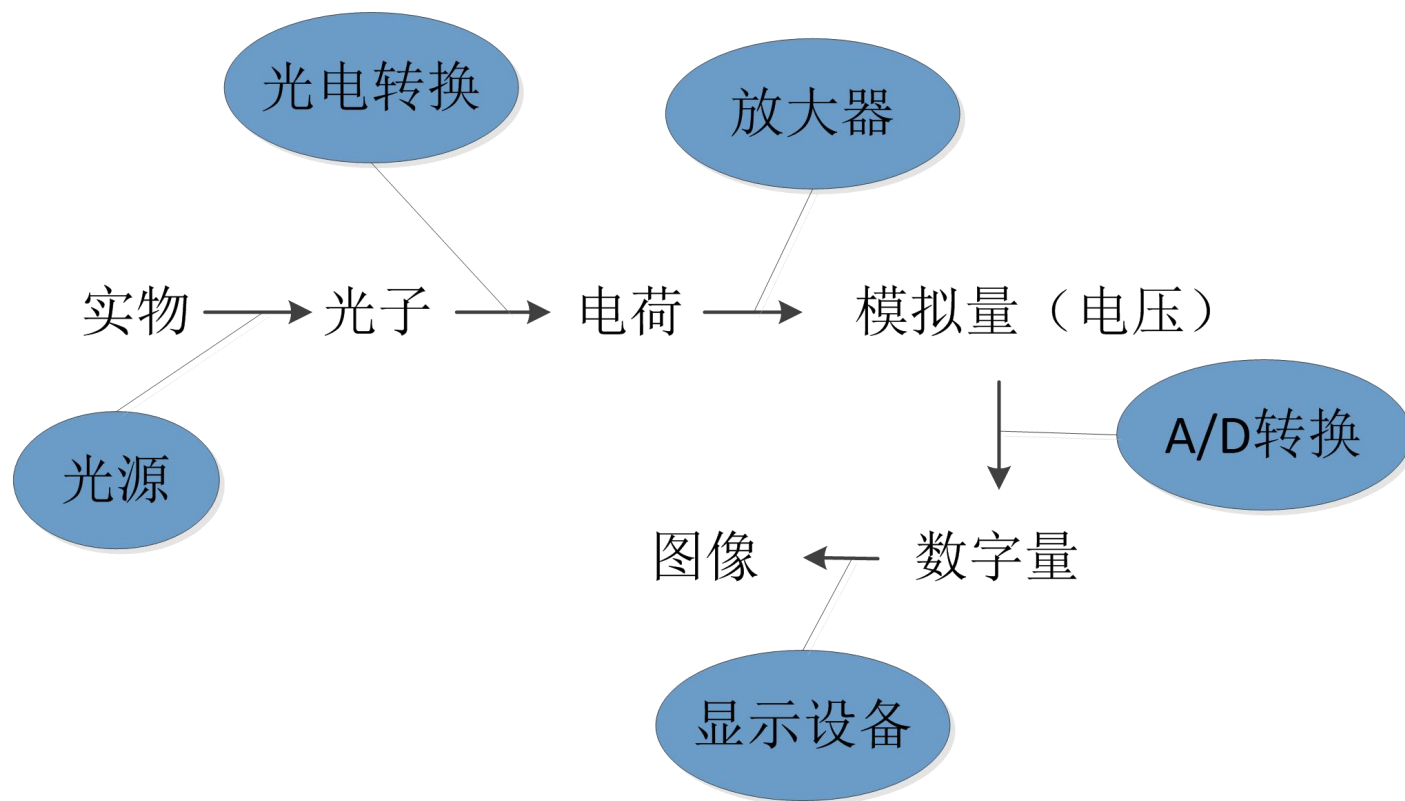 光电转换
放大器
实物
光子
电荷
模拟量（电压）
光源
A/D转换
图像
数字量
显示设备